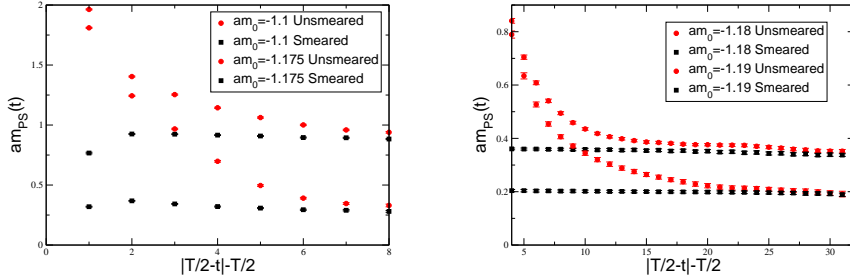 2
1.5
1
0.5
0
0 2 4 6 8
am_PS(t)
|T/2-t|-T/2
am_0=-1.1 Unsmeared
am_0=-1.1 Smeared
am_0=-1.175 Unsmeared
am_0=-1.175 Smeared
0.8
0.6
0.4
0.2
0
5 10 15 20 25 30
am_PS(t)
|T/2-t|-T/2
am_0=-1.18 Unsmeared
am_0=-1.18 Smeared
am_0=-1.19 Unsmeared
am_0=-1.19 Smeared